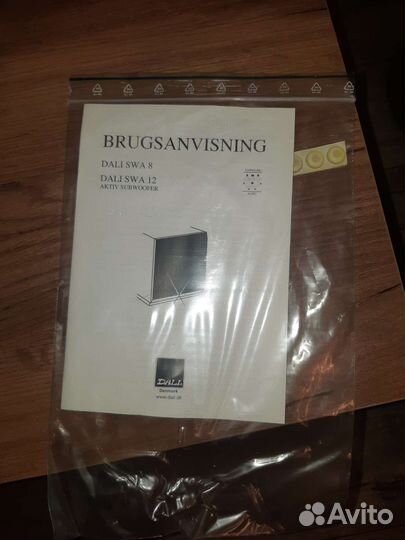 BRUGSANVISNING
DALI SWA 8
DALI SWA 12
AKTIV SUBWOOFER
DALI
Denmark
www.dali.dk
Avito